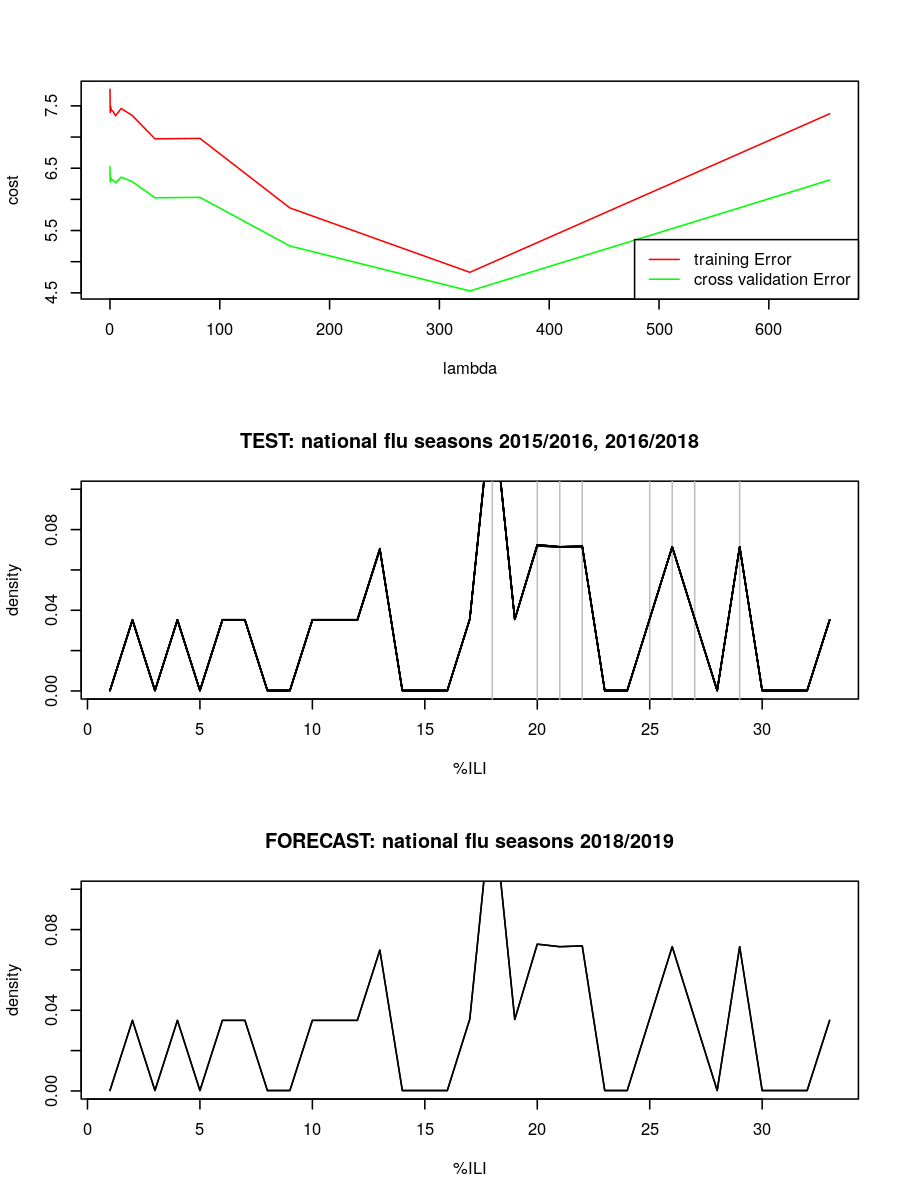 7.5
6.5
5.5
4.5
cost
training Error
cross validation Error
0 100 200 300 400 500 600
lambda
TEST: national flu seasons 2015/2016, 2016/2018
0.08
0.04
0.00
density
0 5 10 15 20 25 30
%ILI
FORECAST: national flu seasons 2018/2019
0.08
0.04
0.00
density
0 5 10 15 20 25 30
%ILI